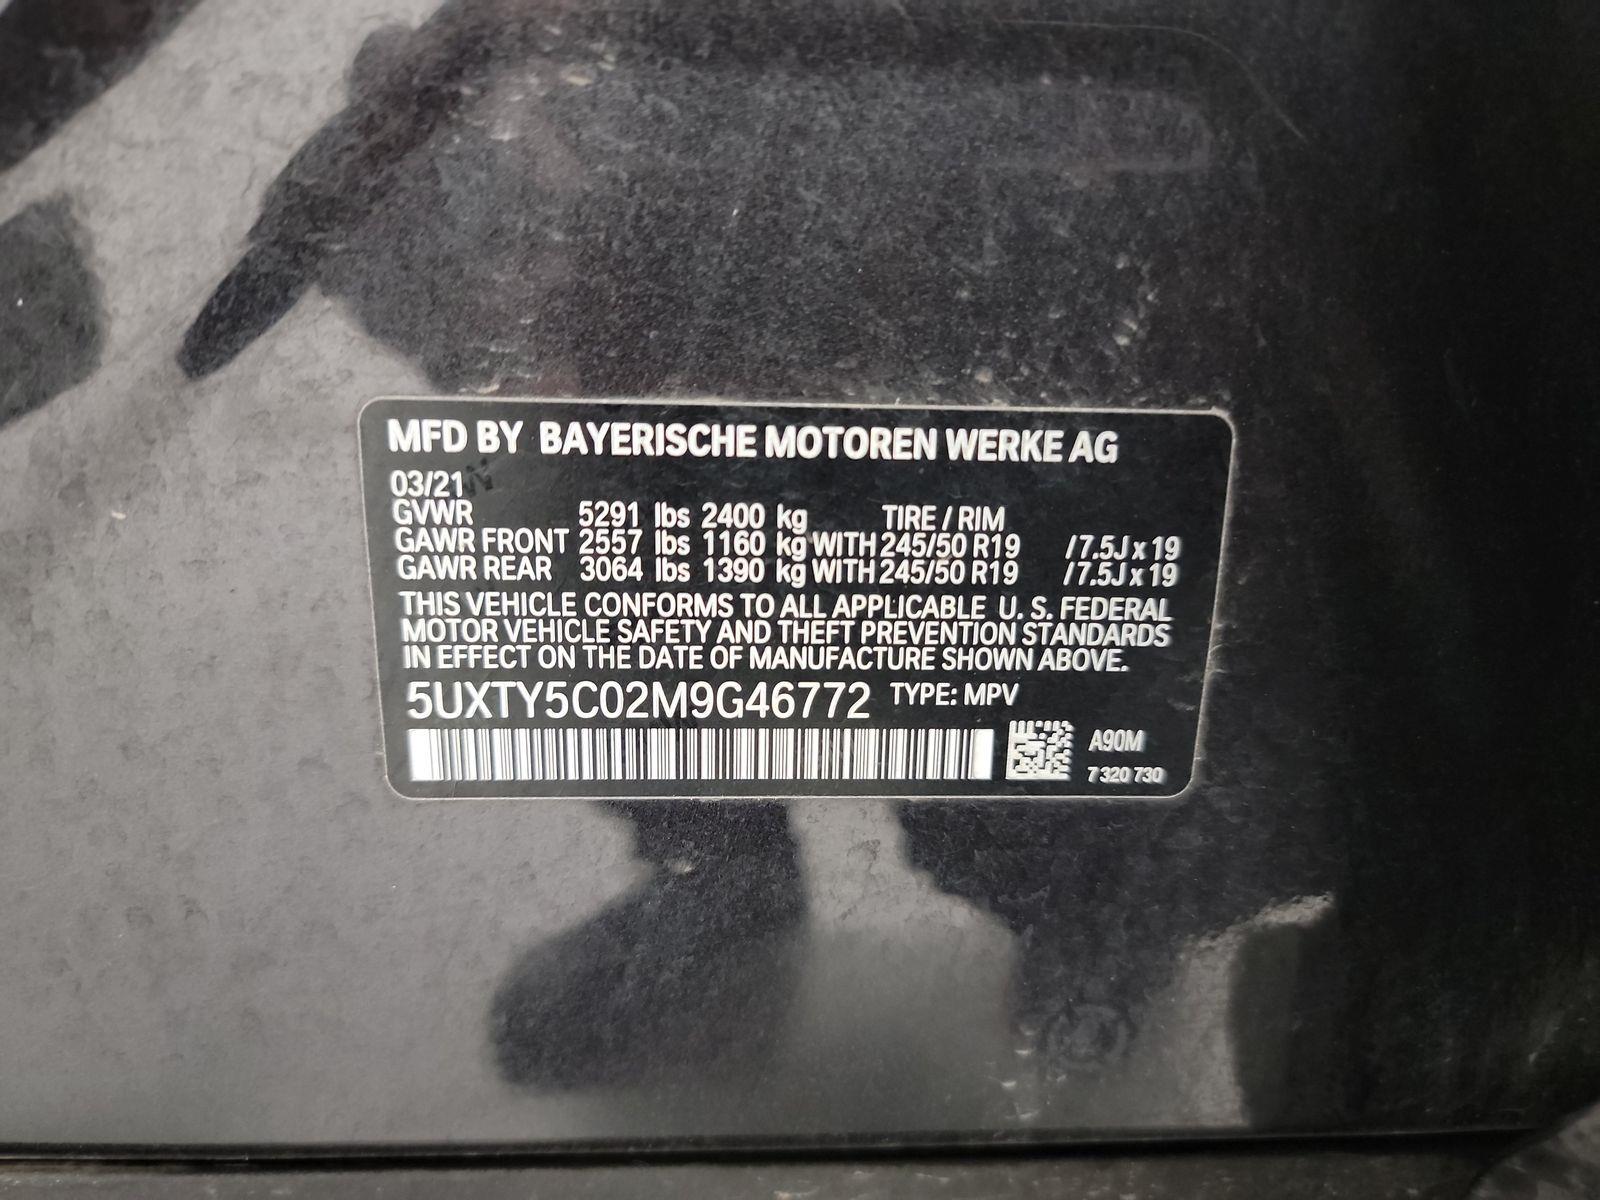 MFD BY BAYERISCHE MOTOREN WERKE AG
03/21
GVWR 5291 lbs 2400 kg TIRE / RIM
GAWR FRONT 2557 lbs 1160 kg WITH 245/50 R19 / 7.5J x 19
GAWR REAR 3064 lbs 1390 kg WITH 245/50 R19 / 7.5J x 19
THIS VEHICLE CONFORMS TO ALL APPLICABLE U. S. FEDERAL
MOTOR VEHICLE SAFETY AND THEFT PREVENTION STANDARDS
IN EFFECT ON THE DATE OF MANUFACTURE SHOWN ABOVE.
5UXTY5C02M9G46772 TYPE: MPV
A90M
7 320 730